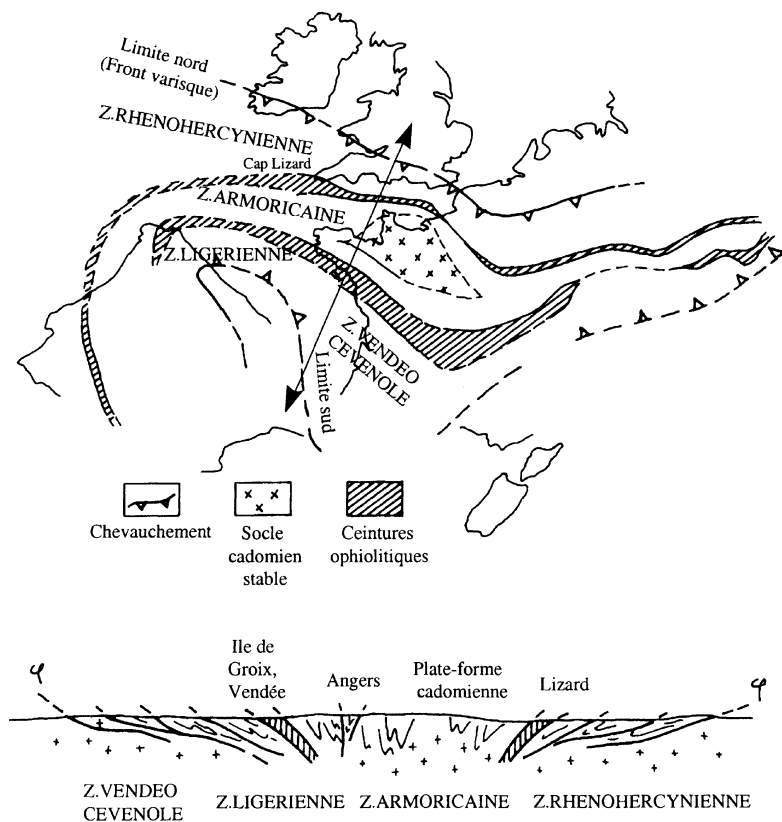 Limite nord
(Front varisque)
Z.RHENOHERCYNIENNE
Cap Lizard
Z.ARMORICAINE
Z.LIGERIENNE
Z.VENDEO
CEVENOLE
Limite sud
Chevauchement
Socle
cadomien
stable
Ceintures
ophiolitiques
Ile de
Groix,
Vendée
Angers
Plate-forme
cadomienne
Lizard
φ
φ
Z.VENDEO
CEVENOLE
Z.LIGERIENNE
Z.ARMORICAINE
Z.RHENOHERCYNIENNE